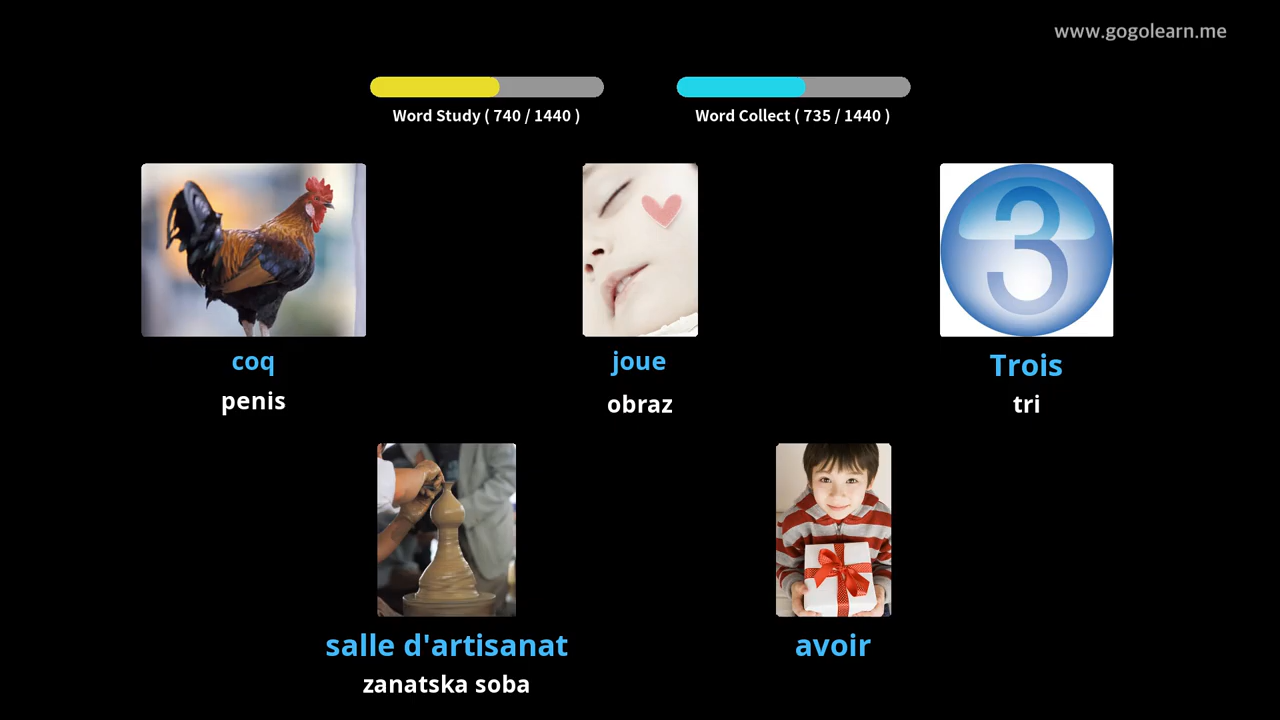 www.gogolearn.me
Word Study ( 740 / 1440 )
Word Collect ( 735 / 1440 )
3
coq
penis
joue
obraz
Trois
tri
salle d'artisanat
zanatska soba
avoir